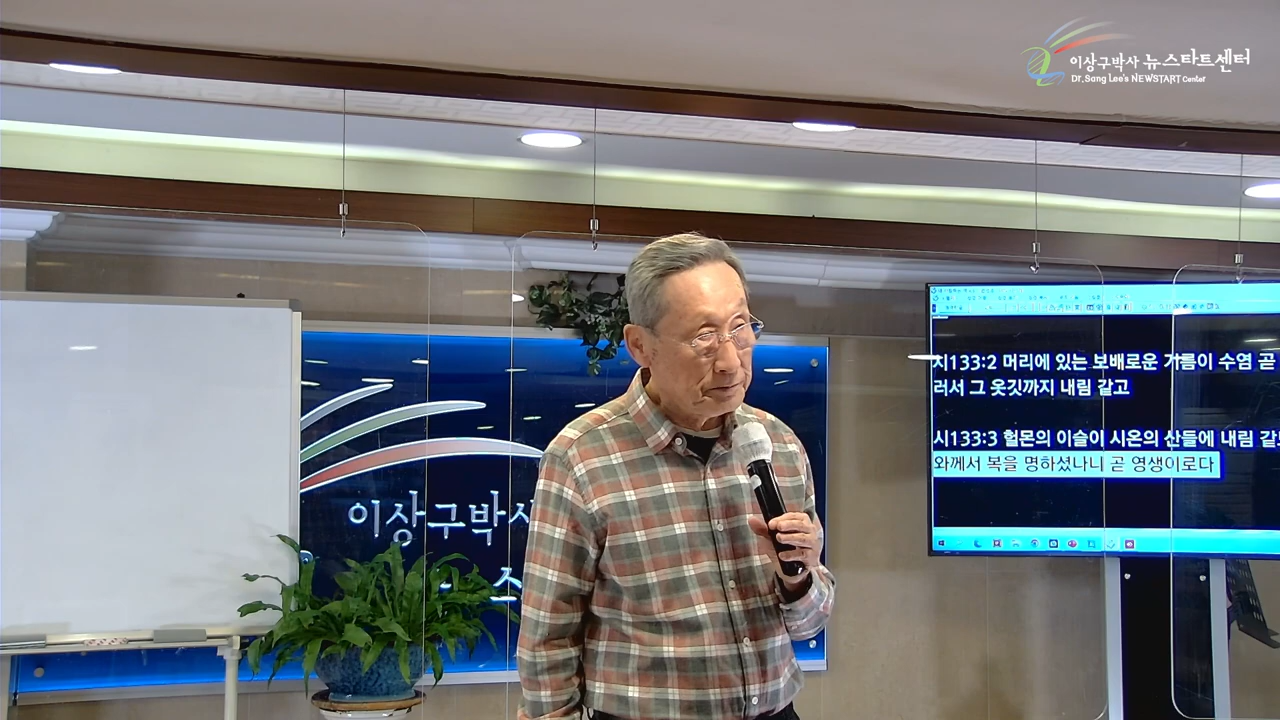 이상구박사 뉴스타트센터
Dr. Sang Lee's NEWSTART Center
이상구박사
시133:2 머리에 있는 보배로운 기름이 수염 곧
러서 그 옷깃까지 내림 같고
시133:3 헐몬의 이슬이 시온의 산들에 내림 같
와께서 복을 명하셨나니 곧 영생이로다